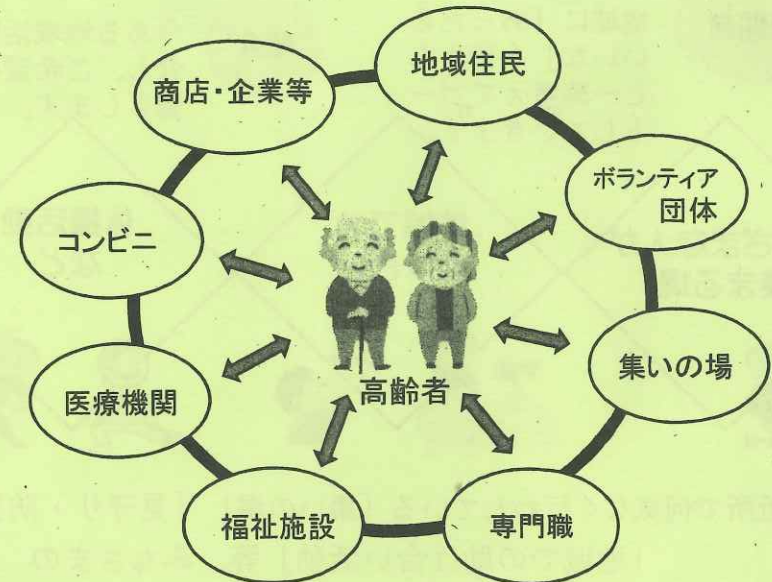 地域住民
商店・企業等
ボランティア
団体
コンビニ
集いの場
医療機関
高齢者
福祉施設
専門職